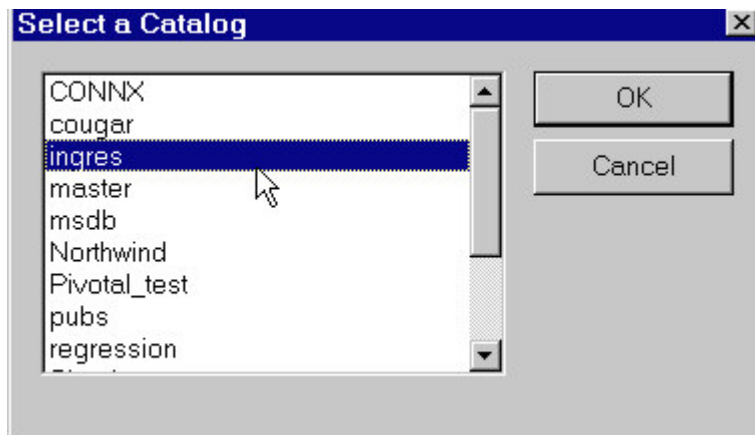 Select a Catalog
CONNX
cougar
ingres
master
msdb
Northwind
Pivotal_test
pubs
regression
OK
Cancel